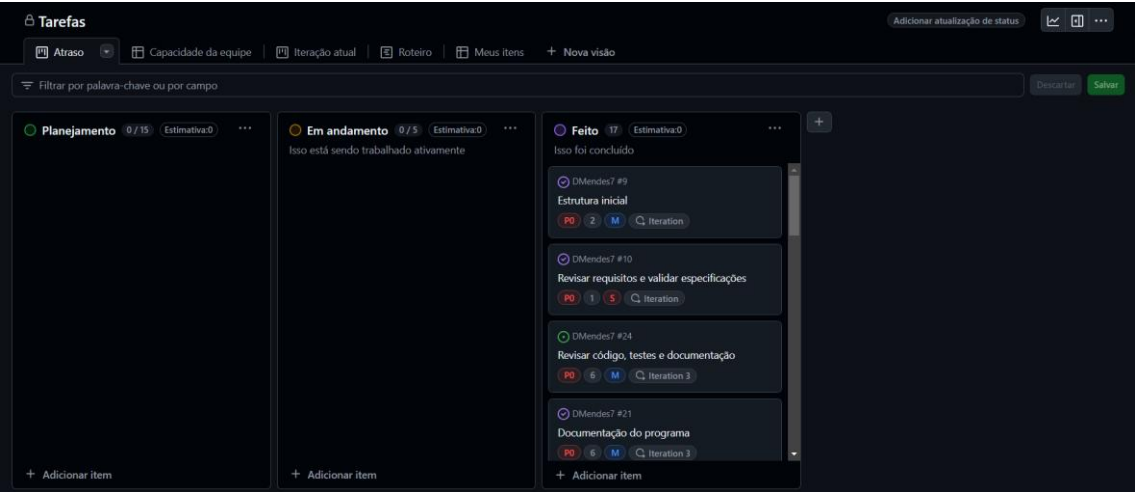 Tarefas
Adicionar atualização de status
Atraso
Capacidade da equipe
Iteração atual
Roteiro
Meus itens
+ Nova visão
Filtrar por palavra-chave ou por campo
Descartar
Salvar
Planejamento 0 / 15 Estimativa:0 ...
Em andamento 0 / 5 Estimativa:0 ...
Isso está sendo trabalhado ativamente
Feito 17 Estimativa:0 ...
Isso foi concluído
DMendes7 #9
Estrutura inicial
P0 2 M Iteration
DMendes7 #10
Revisar requisitos e validar especificações
P0 1 S Iteration
DMendes7 #24
Revisar código, testes e documentação
P0 6 M Iteration 3
DMendes7 #21
Documentação do programa
P0 6 M Iteration 3
+ Adicionar item
+ Adicionar item
+ Adicionar item